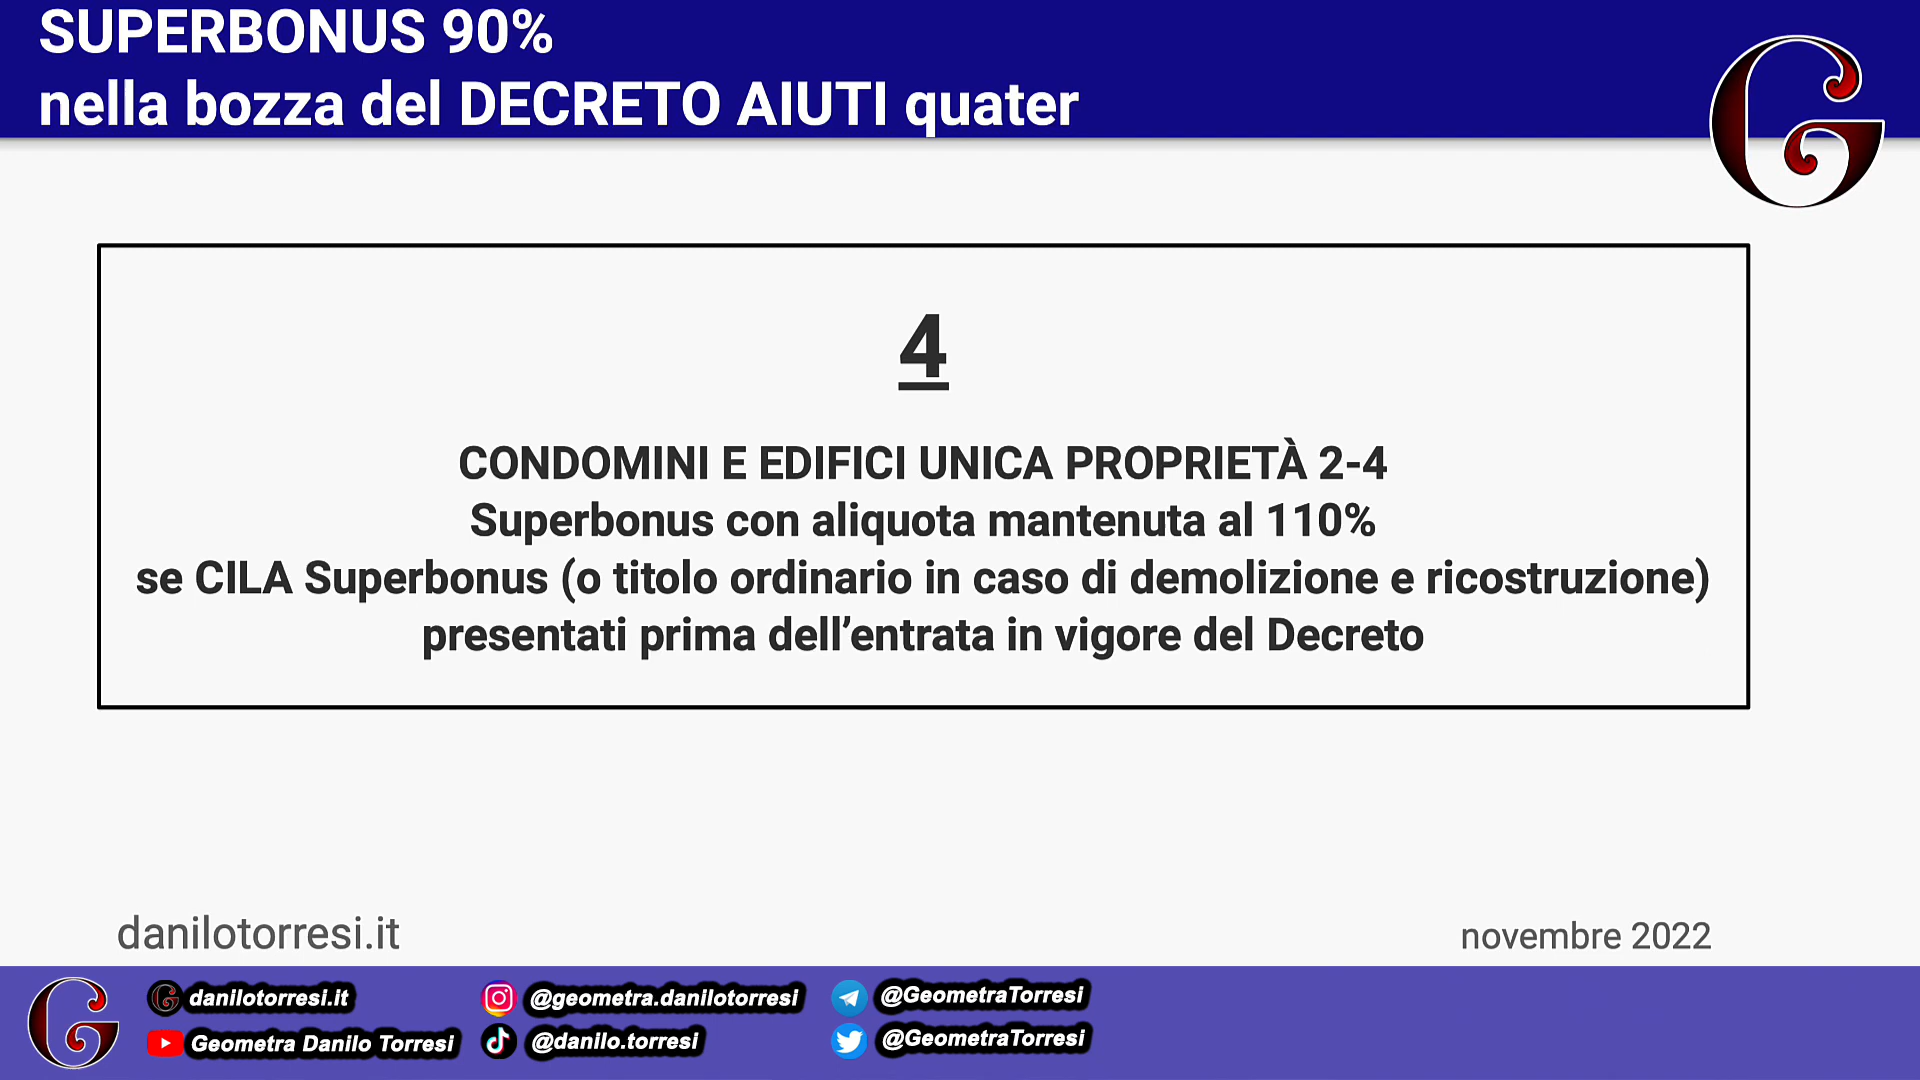 SUPERBONUS 90%
nella bozza del DECRETO AIUTI quater
4
CONDOMINI E EDIFICI UNICA PROPRIETÀ 2-4
Superbonus con aliquota mantenuta al 110%
se CILA Superbonus (o titolo ordinario in caso di demolizione e ricostruzione)
presentati prima dell’entrata in vigore del Decreto
danilotorresi.it
novembre 2022
danilotorresi.it
@geometra.danilotorresi
@GeometraTorresi
Geometra Danilo Torresi
@danilo.torresi
@GeometraTorresi